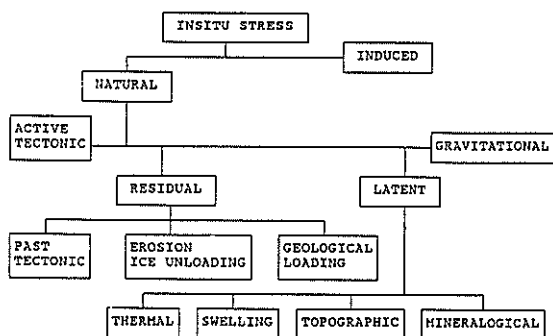 INSITU STRESS
INDUCED
NATURAL
ACTIVE
TECTONIC
GRAVITATIONAL
RESIDUAL
LATENT
PAST
TECTONIC
EROSION
ICE UNLOADING
GEOLOGICAL
LOADING
THERMAL
SWELLING
TOPOGRAPHIC
MINERALOGICAL